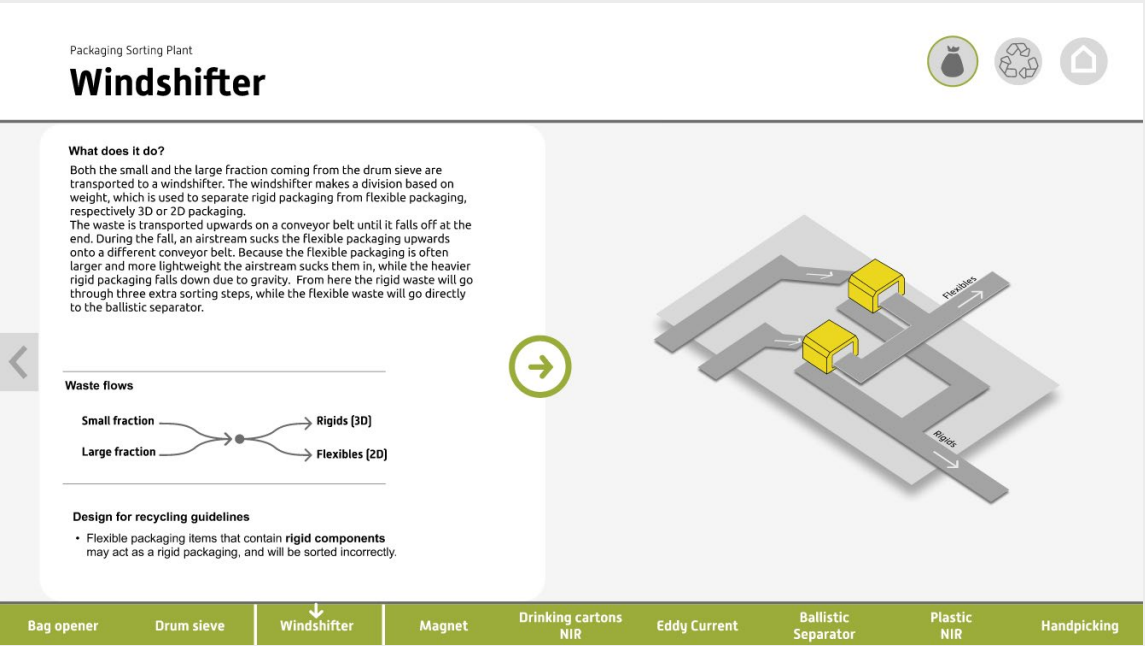 Packaging Sorting Plant
Windshifter
What does it do?
Both the small and the large fraction coming from the drum sieve are
transported to a windshifter. The windshifter makes a division based on
weight, which is used to separate rigid packaging from flexible packaging,
respectively 3D or 2D packaging.
The waste is transported upwards on a conveyor belt until it falls off at the
end. During the fall, an airstream sucks the flexible packaging upwards
onto a different conveyor belt. Because the flexible packaging is often
larger and more lightweight the airstream sucks them in, while the heavier
rigid packaging falls down due to gravity. From here the rigid waste will go
through three extra sorting steps, while the flexible waste will go directly
to the ballistic separator.
Waste flows
Small fraction
Rigids (3D)
Large fraction
Flexibles (2D)
Design for recycling guidelines
• Flexible packaging items that contain rigid components
may act as a rigid packaging, and will be sorted incorrectly.
Flexibles
Rigids
Bag opener
Drum sieve
Windshifter
Magnet
Drinking cartons
NIR
Eddy Current
Ballistic
Separator
Plastic
NIR
Handpicking